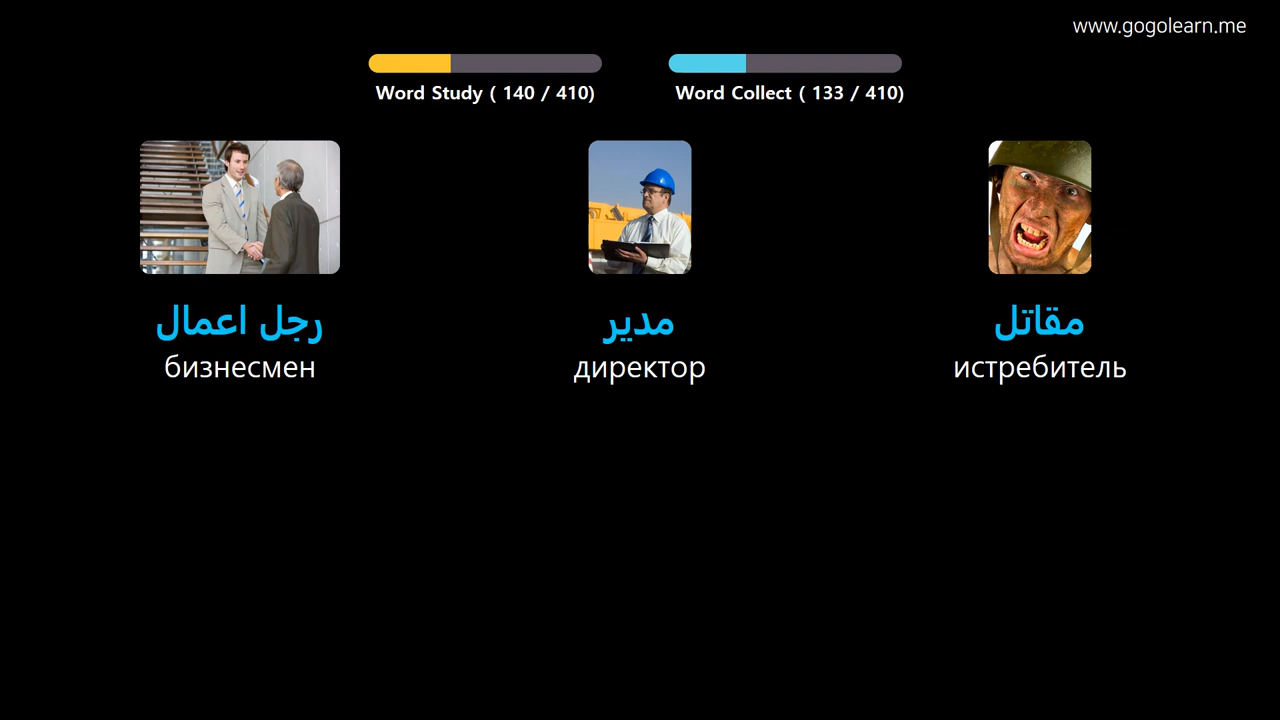 www.gogolearn.me
Word Study ( 140 / 410)
Word Collect ( 133 / 410)
رجل اعمال
бизнесмен
مدير
директор
مقاتل
истребитель